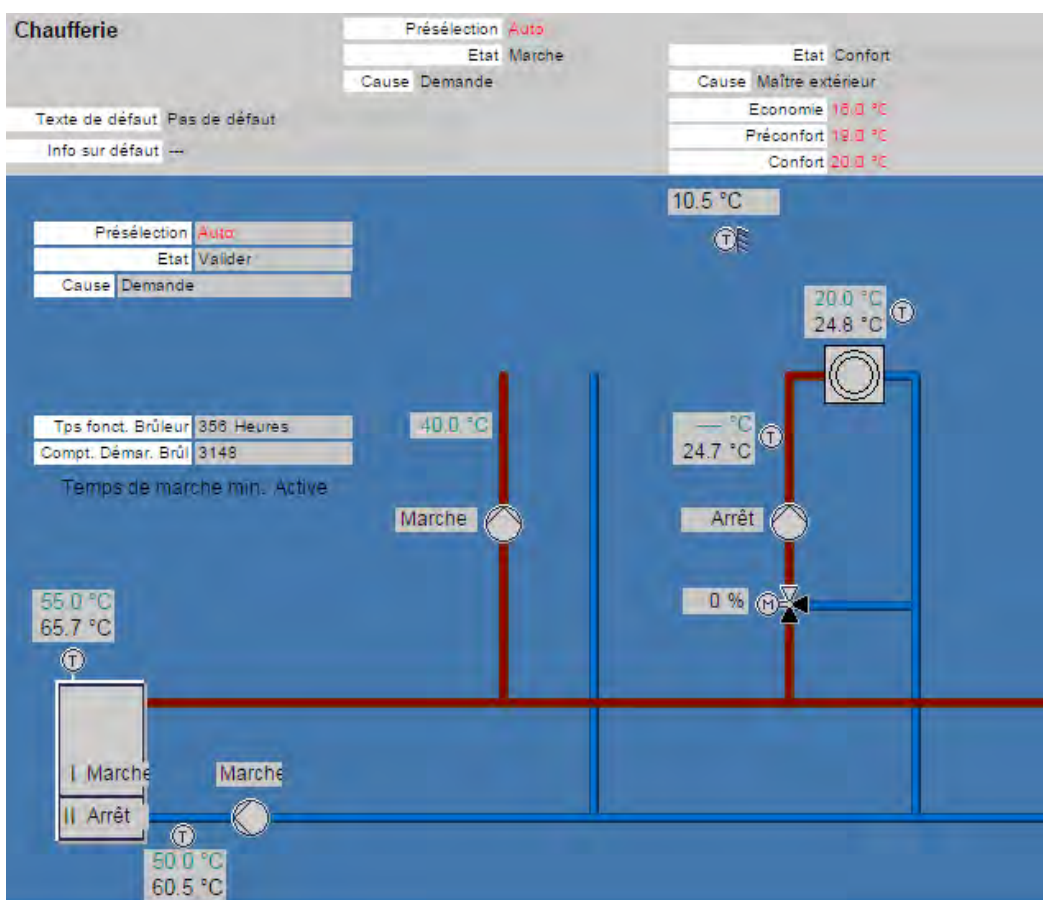 Chaufferie
Présélection Auto
Etat Marche
Cause Demande
Etat Confort
Cause Maître extérieur
Economie 16.0 °C
Préconfort 19.0 °C
Confort 20.0 °C
Texte de défaut Pas de défaut
Info sur défaut ---
10.5 °C
T
Présélection Auto
Etat Valider
Cause Demande
20.0 °C
24.8 °C
T
Tps fonct. Brûleur 356 Heures
Compt. Démar. Brûl 3148
Temps de marche min. Active
40.0 °C
--- °C
24.7 °C
T
Marche
Arrêt
0 %
M
55.0 °C
65.7 °C
T
I Marche
Marche
II Arrêt
T
50.0 °C
60.5 °C